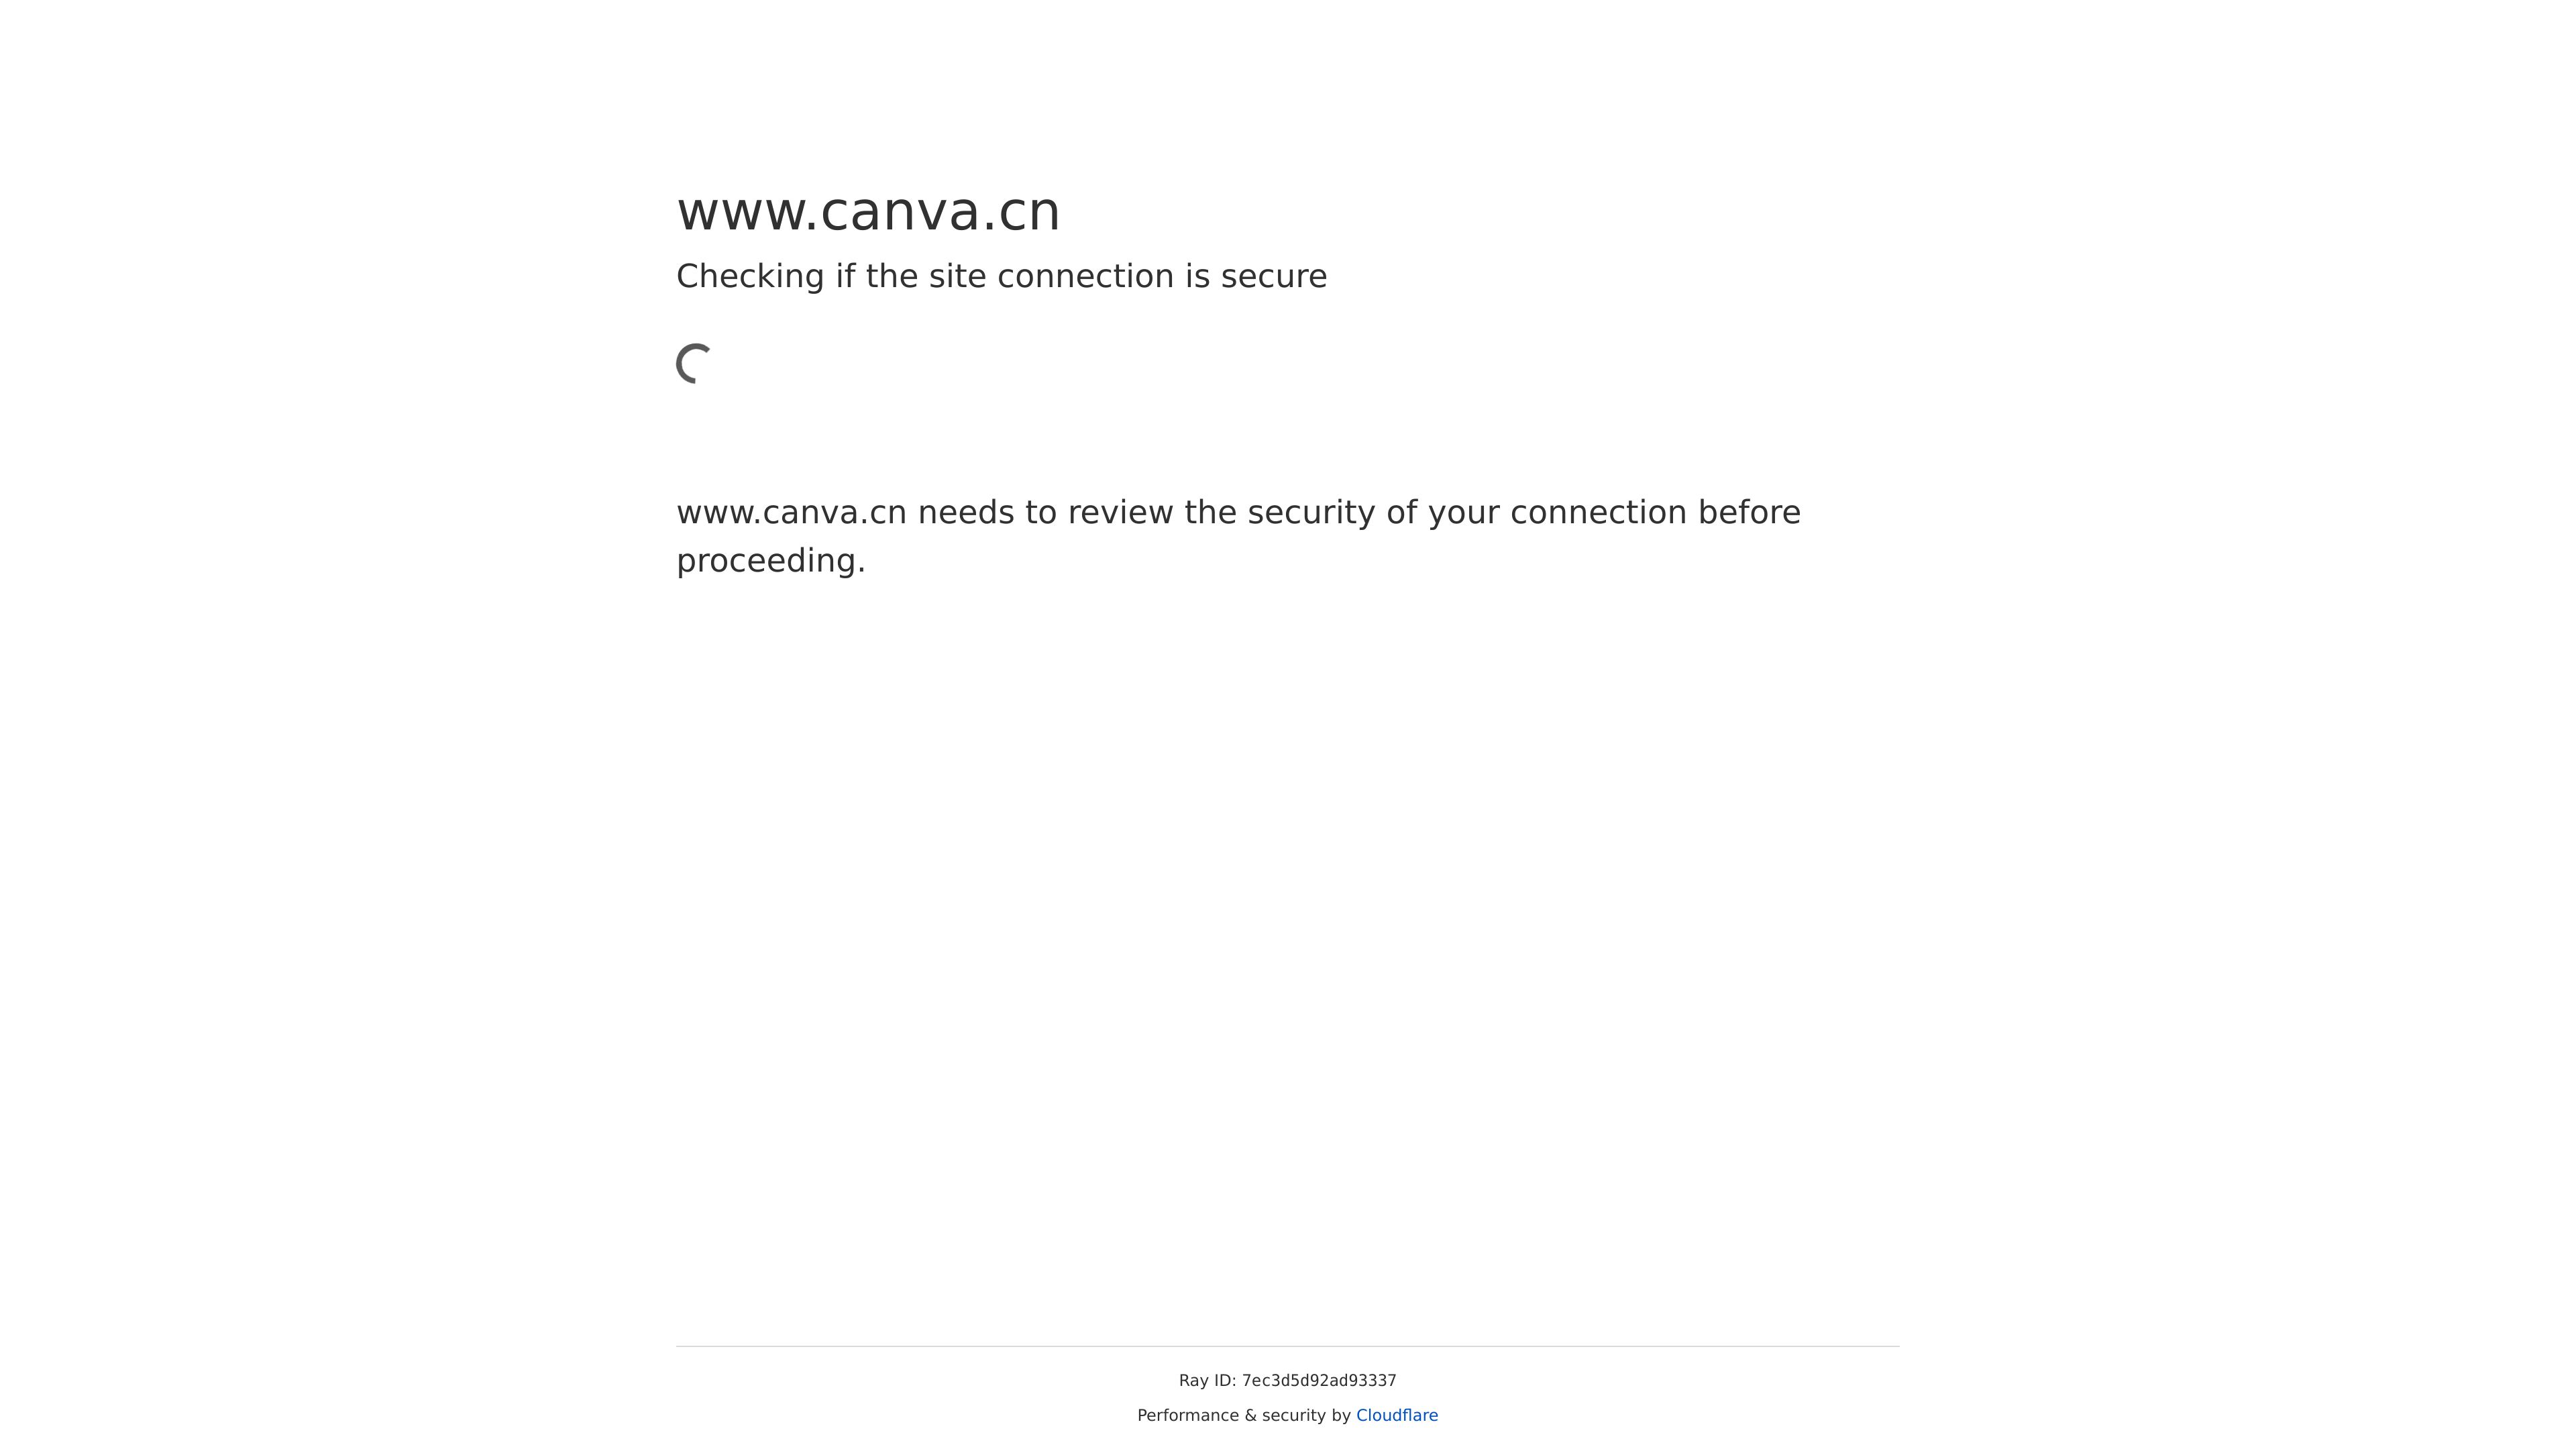 www.canva.cn
Checking if the site connection is secure
www.canva.cn needs to review the security of your connection before
proceeding.
Ray ID: 7ec3d5d92ad93337
Performance & security by Cloudflare